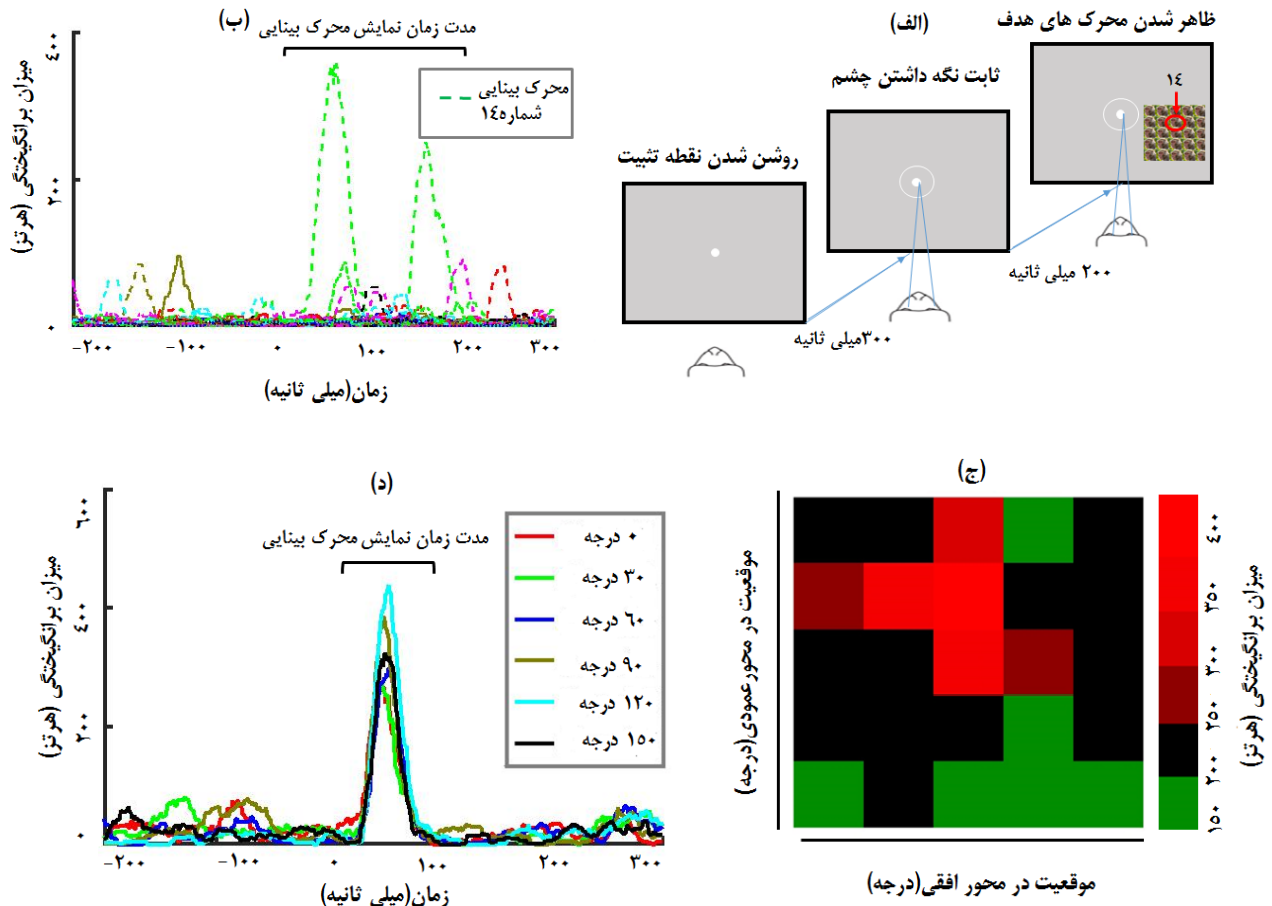 (الف)
ظاهر شدن محرک های هدف
۱۴
ثابت نگه داشتن چشم
روشن شدن نقطه تثبیت
۲۰۰ میلی ثانیه
۳۰۰میلی ثانیه
(ب)
مدت زمان نمایش محرک بینایی
محرک بینایی
شماره۱۴
میزان برانگیختگی (هرتز)
۴۰۰
۲۰۰
۰
-۲۰۰
-۱۰۰
۰
۱۰۰
۲۰۰
۳۰۰
زمان(میلی ثانیه)
(ج)
موقعیت در محورعمودی(درجه)
موقعیت در محور افقی(درجه)
میزان برانگیختگی (هرتز)
۴۰۰
۳۵۰
۳۰۰
۲۵۰
۲۰۰
۱۵۰
(د)
مدت زمان نمایش محرک بینایی
۰ درجه
۳۰ درجه
۶۰ درجه
۹۰ درجه
۱۲۰ درجه
۱۵۰ درجه
میزان برانگیختگی (هرتز)
۶۰۰
۴۰۰
۲۰۰
۰
-۲۰۰
-۱۰۰
۰
۱۰۰
۲۰۰
۳۰۰
زمان(میلی ثانیه)